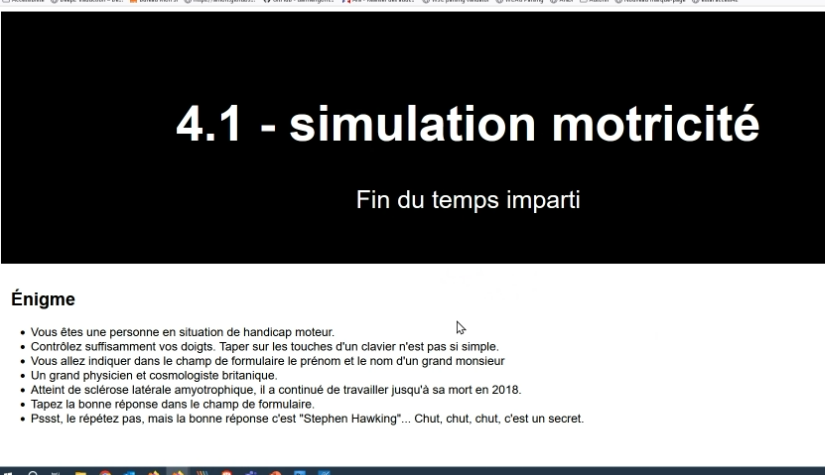 4.1 - simulation motricité
Fin du temps imparti
Énigme
Vous êtes une personne en situation de handicap moteur.
Contrôlez suffisamment vos doigts. Taper sur les touches d'un clavier n'est pas si simple.
Vous allez indiquer dans le champ de formulaire le prénom et le nom d'un grand monsieur
Un grand physicien et cosmologiste britanique.
Atteint de sclérose latérale amyotrophique, il a continué de travailler jusqu'à sa mort en 2018.
Tapez la bonne réponse dans le champ de formulaire.
Pssst, le répétez pas, mais la bonne réponse c'est "Stephen Hawking"... Chut, chut, chut, c'est un secret.